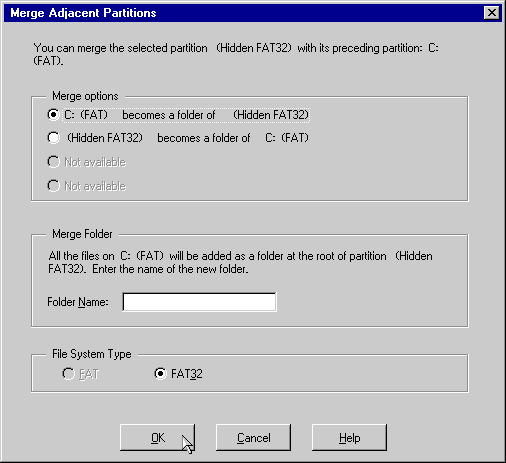 Merge Adjacent Partitions
You can merge the selected partition (Hidden FAT32) with its preceding partition: C:
(FAT).
Merge options
C: (FAT) becomes a folder of (Hidden FAT32)
(Hidden FAT32) becomes a folder of C: (FAT)
Not available
Not available
Merge Folder
All the files on C: (FAT) will be added as a folder at the root of partition (Hidden
FAT32). Enter the name of the new folder.
Folder Name:
File System Type
FAT FAT32
OK Cancel Help